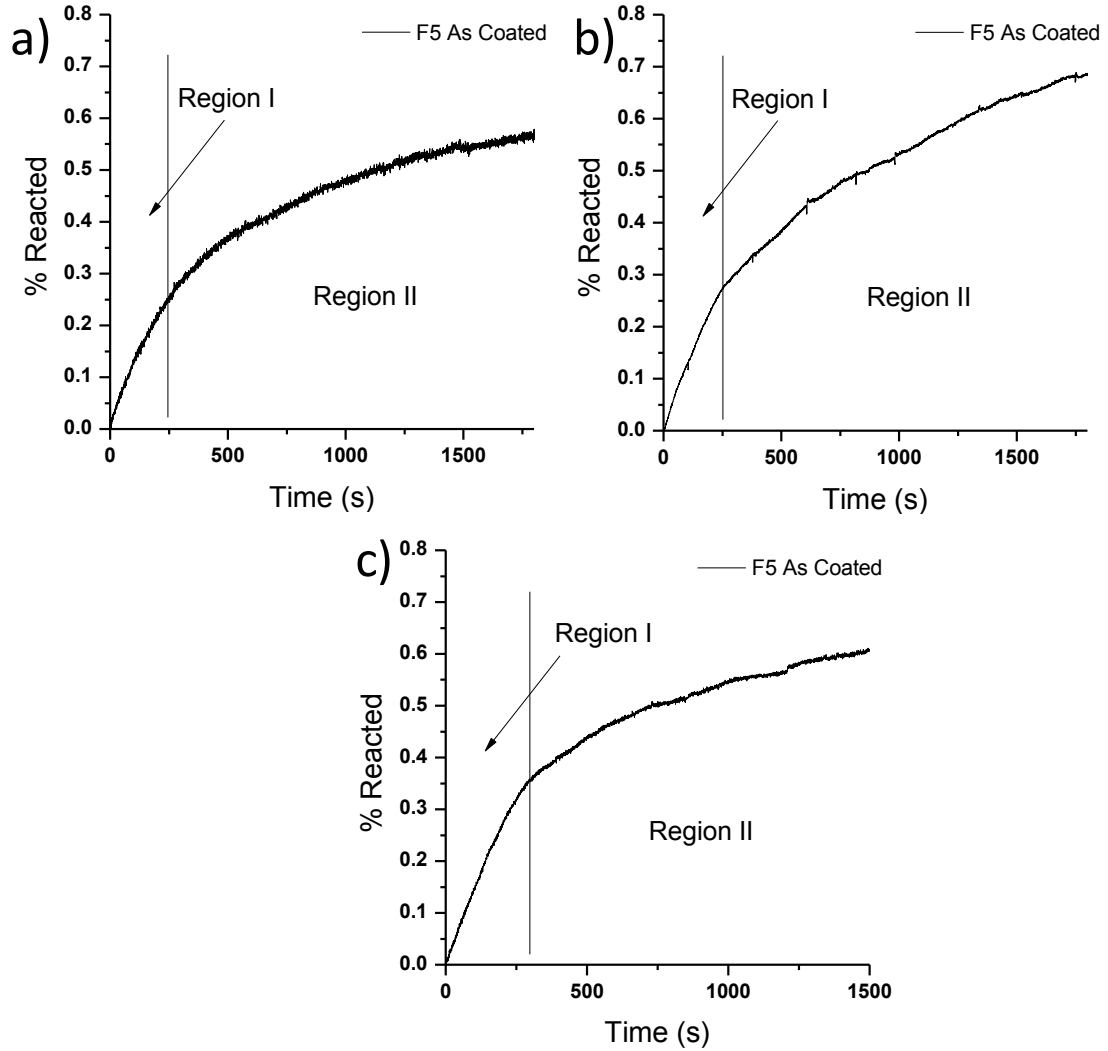 a)
F5 As Coated
Region I
Region II
% Reacted
0.8
0.7
0.6
0.5
0.4
0.3
0.2
0.1
0.0
0
500
1000
1500
Time (s)
b)
F5 As Coated
Region I
Region II
% Reacted
0.8
0.7
0.6
0.5
0.4
0.3
0.2
0.1
0.0
0
500
1000
1500
Time (s)
c)
F5 As Coated
Region I
Region II
% Reacted
0.8
0.7
0.6
0.5
0.4
0.3
0.2
0.1
0.0
0
500
1000
1500
Time (s)